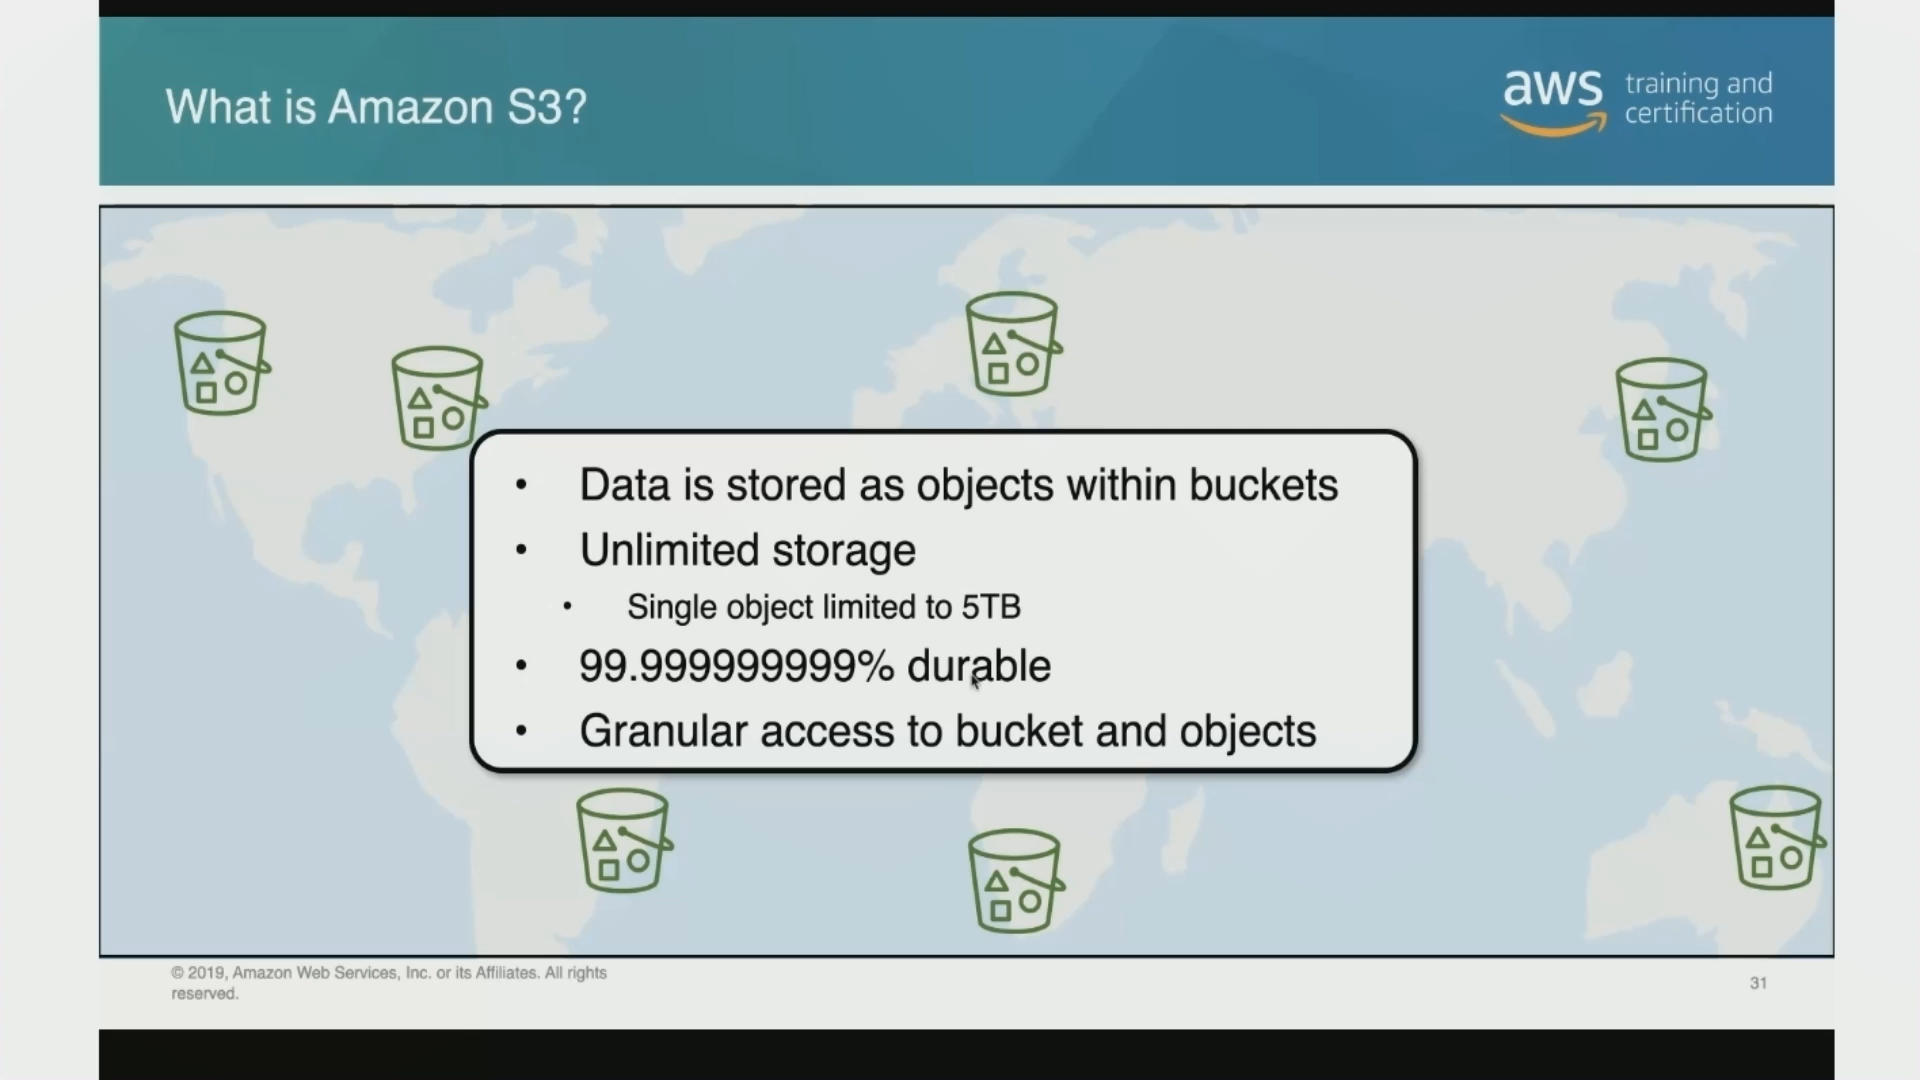 What is Amazon S3?
aws training and
certification
• Data is stored as objects within buckets
• Unlimited storage
• Single object limited to 5TB
• 99.999999999% durable
• Granular access to bucket and objects
© 2019, Amazon Web Services, Inc. or its Affiliates. All rights
reserved.
31